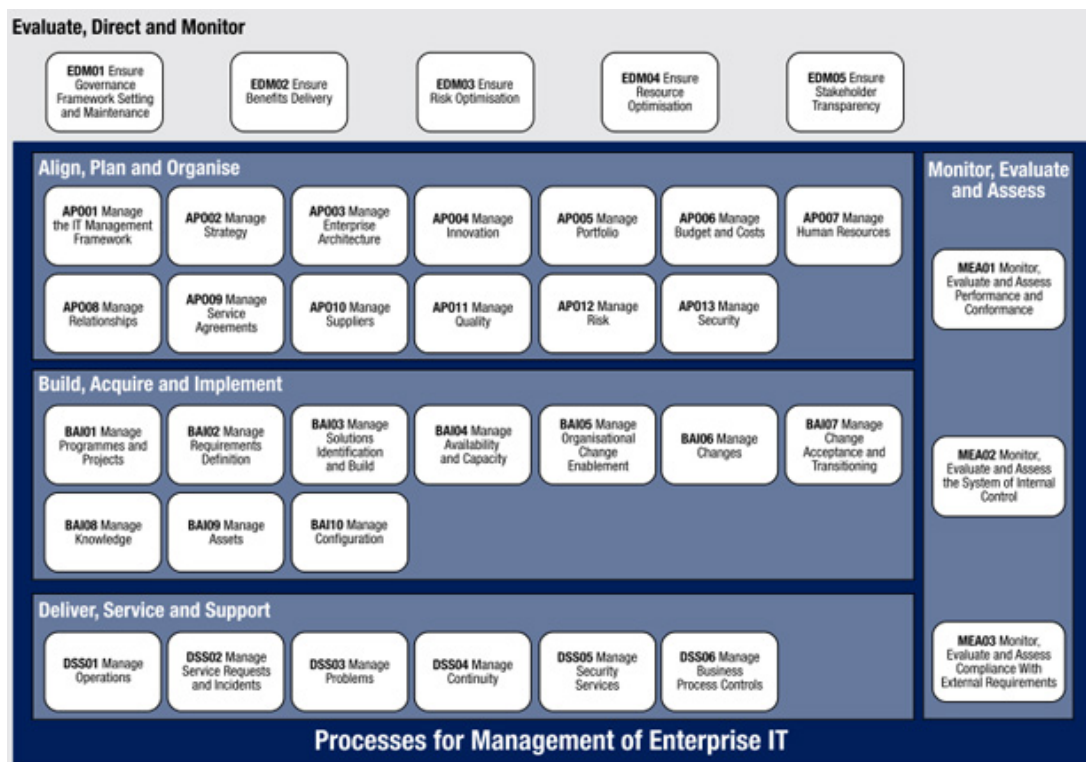 Evaluate, Direct and Monitor
EDM01 Ensure
Governance
Framework Setting
and Maintenance
EDM02 Ensure
Benefits Delivery
EDM03 Ensure
Risk Optimisation
EDM04 Ensure
Resource
Optimisation
EDM05 Ensure
Stakeholder
Transparency
Align, Plan and Organise
APO01 Manage
the IT Management
Framework
APO02 Manage
Strategy
APO03 Manage
Enterprise
Architecture
APO04 Manage
Innovation
APO05 Manage
Portfolio
APO06 Manage
Budget and Costs
APO07 Manage
Human Resources
APO08 Manage
Relationships
APO09 Manage
Service
Agreements
APO10 Manage
Suppliers
APO11 Manage
Quality
APO12 Manage
Risk
APO13 Manage
Security
Build, Acquire and Implement
BAI01 Manage
Programmes and
Projects
BAI02 Manage
Requirements
Definition
BAI03 Manage
Solutions
Identification
and Build
BAI04 Manage
Availability
and Capacity
BAI05 Manage
Organisational
Change
Enablement
BAI06 Manage
Changes
BAI07 Manage
Change
Acceptance and
Transitioning
BAI08 Manage
Knowledge
BAI09 Manage
Assets
BAI10 Manage
Configuration
Deliver, Service and Support
DSS01 Manage
Operations
DSS02 Manage
Service Requests
and Incidents
DSS03 Manage
Problems
DSS04 Manage
Continuity
DSS05 Manage
Security
Services
DSS06 Manage
Business
Process Controls
Monitor, Evaluate
and Assess
MEA01 Monitor,
Evaluate and Assess
Performance and
Conformance
MEA02 Monitor,
Evaluate and Assess
the System of Internal
Control
MEA03 Monitor,
Evaluate and Assess
Compliance With
External Requirements
Processes for Management of Enterprise IT